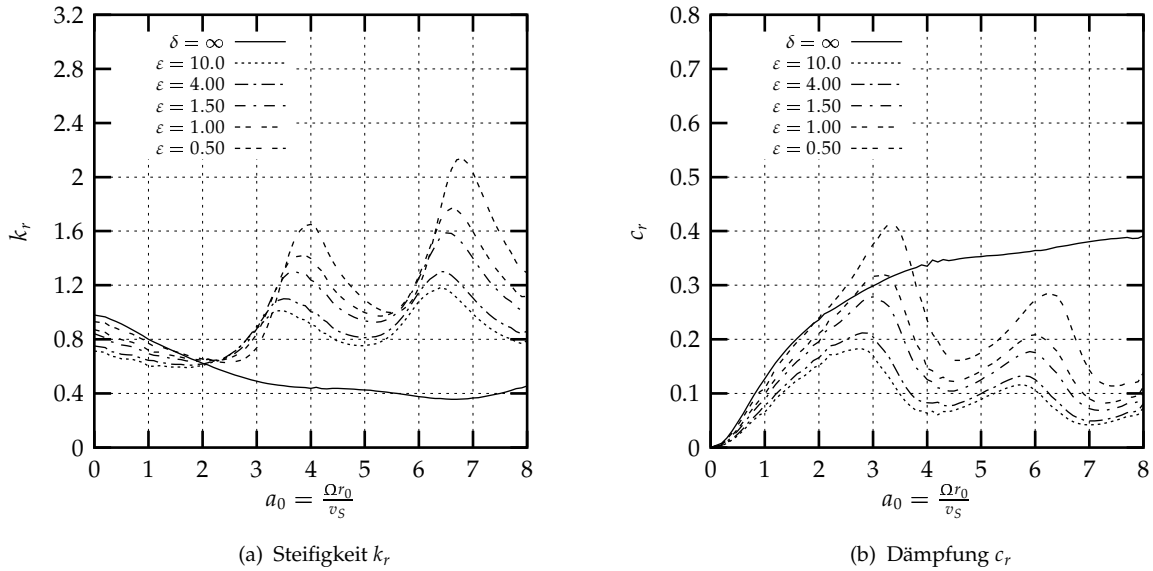 3.2
2.8
2.4
2
1.6
1.2
0.8
0.4
0
k_r
δ = ∞
ε = 10.0
ε = 4.00
ε = 1.50
ε = 1.00
ε = 0.50
0 1 2 3 4 5 6 7 8
a_0 = Ωr_0/v_S
(a) Steifigkeit k_r
0.8
0.7
0.6
0.5
0.4
0.3
0.2
0.1
0
c_r
δ = ∞
ε = 10.0
ε = 4.00
ε = 1.50
ε = 1.00
ε = 0.50
0 1 2 3 4 5 6 7 8
a_0 = Ωr_0/v_S
(b) Dämpfung c_r